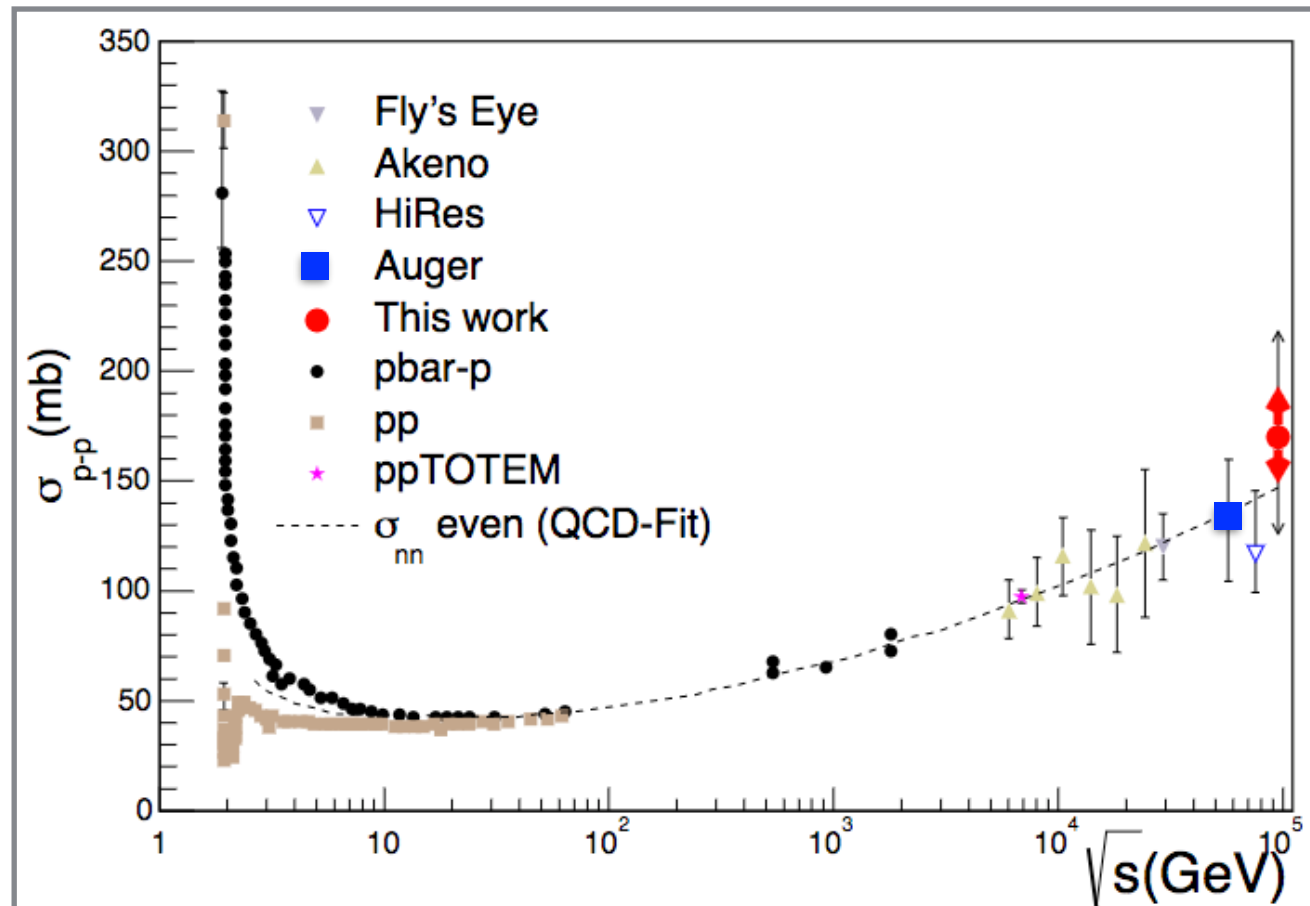 350
300
250
200
150
100
50
0
σp-p (mb)
Fly's Eye
Akeno
HiRes
Auger
This work
pbar-p
pp
ppTOTEM
σnn even (QCD-Fit)
1 10 10² 10³ 10⁴ 10⁵
√s(GeV)